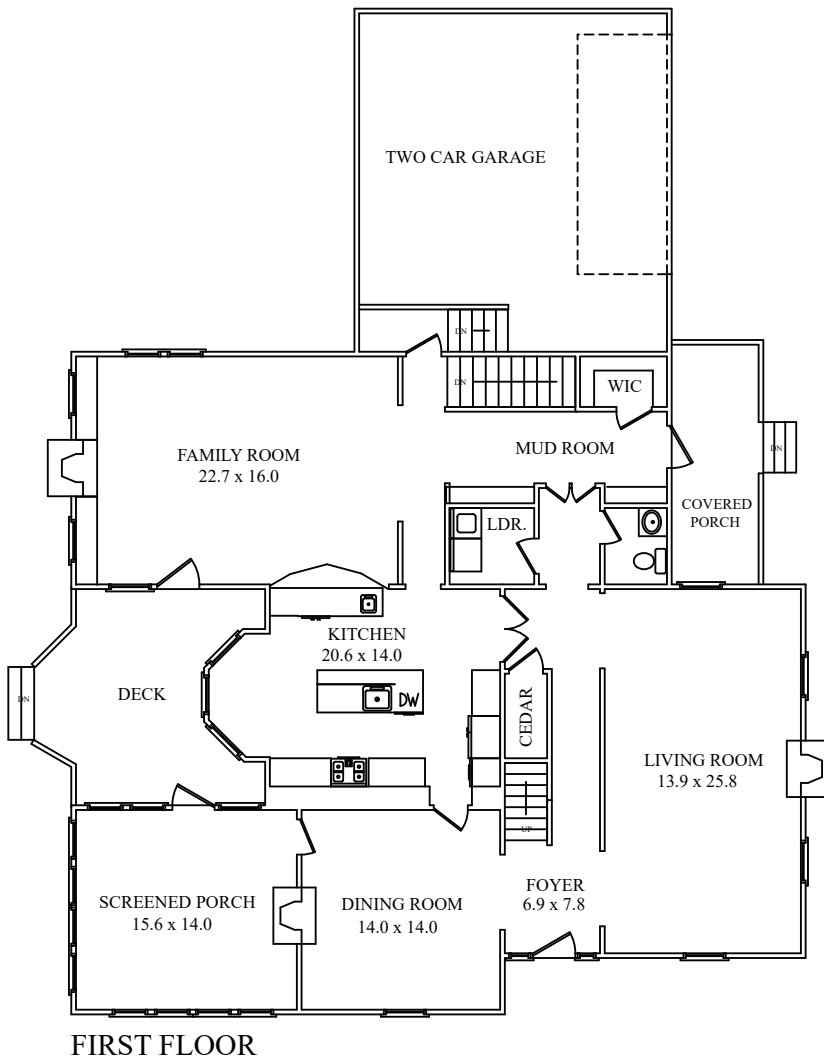 TWO CAR GARAGE
DN
DN
WIC
FAMILY ROOM
22.7 x 16.0
MUD ROOM
DN
COVERED
PORCH
LDR.
KITCHEN
20.6 x 14.0
DW
DECK
DN
CEDAR
LIVING ROOM
13.9 x 25.8
UP
SCREENED PORCH
15.6 x 14.0
DINING ROOM
14.0 x 14.0
FOYER
6.9 x 7.8
FIRST FLOOR